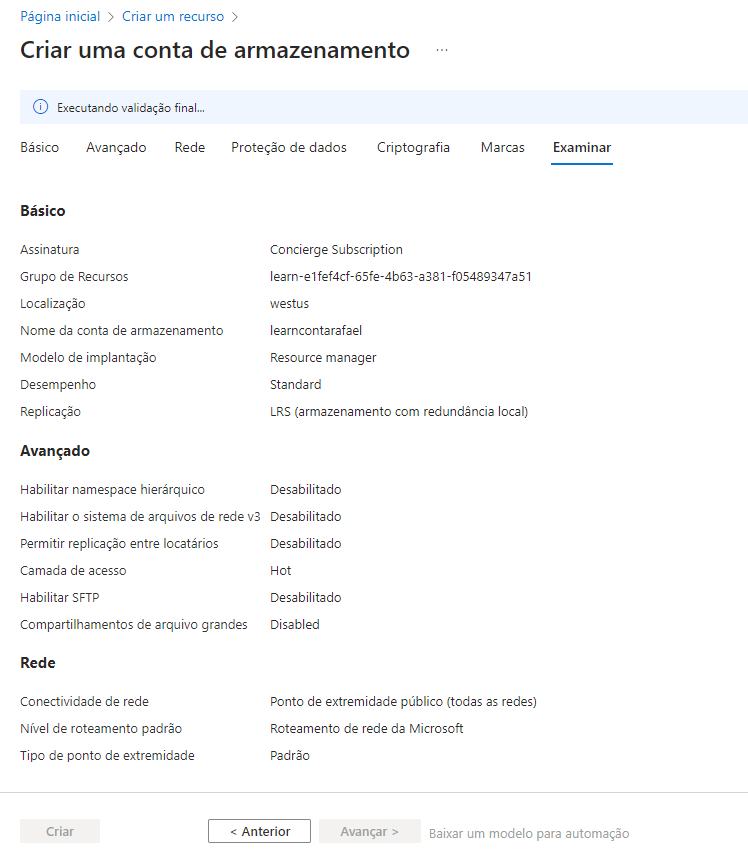 Página inicial > Criar um recurso >
Criar uma conta de armazenamento ...
Executando validação final...
Básico Avançado Rede Proteção de dados Criptografia Marcas Examinar
Básico
Assinatura Concierge Subscription
Grupo de Recursos learn-e1fef4cf-65fe-4b63-a381-f05489347a51
Localização westus
Nome da conta de armazenamento learncontarafael
Modelo de implantação Resource manager
Desempenho Standard
Replicação LRS (armazenamento com redundância local)
Avançado
Habilitar namespace hierárquico Desabilitado
Habilitar o sistema de arquivos de rede v3 Desabilitado
Permitir replicação entre locatários Desabilitado
Camada de acesso Hot
Habilitar SFTP Desabilitado
Compartilhamentos de arquivo grandes Disabled
Rede
Conectividade de rede Ponto de extremidade público (todas as redes)
Nível de roteamento padrão Roteamento de rede da Microsoft
Tipo de ponto de extremidade Padrão
Criar < Anterior Avançar > Baixar um modelo para automação